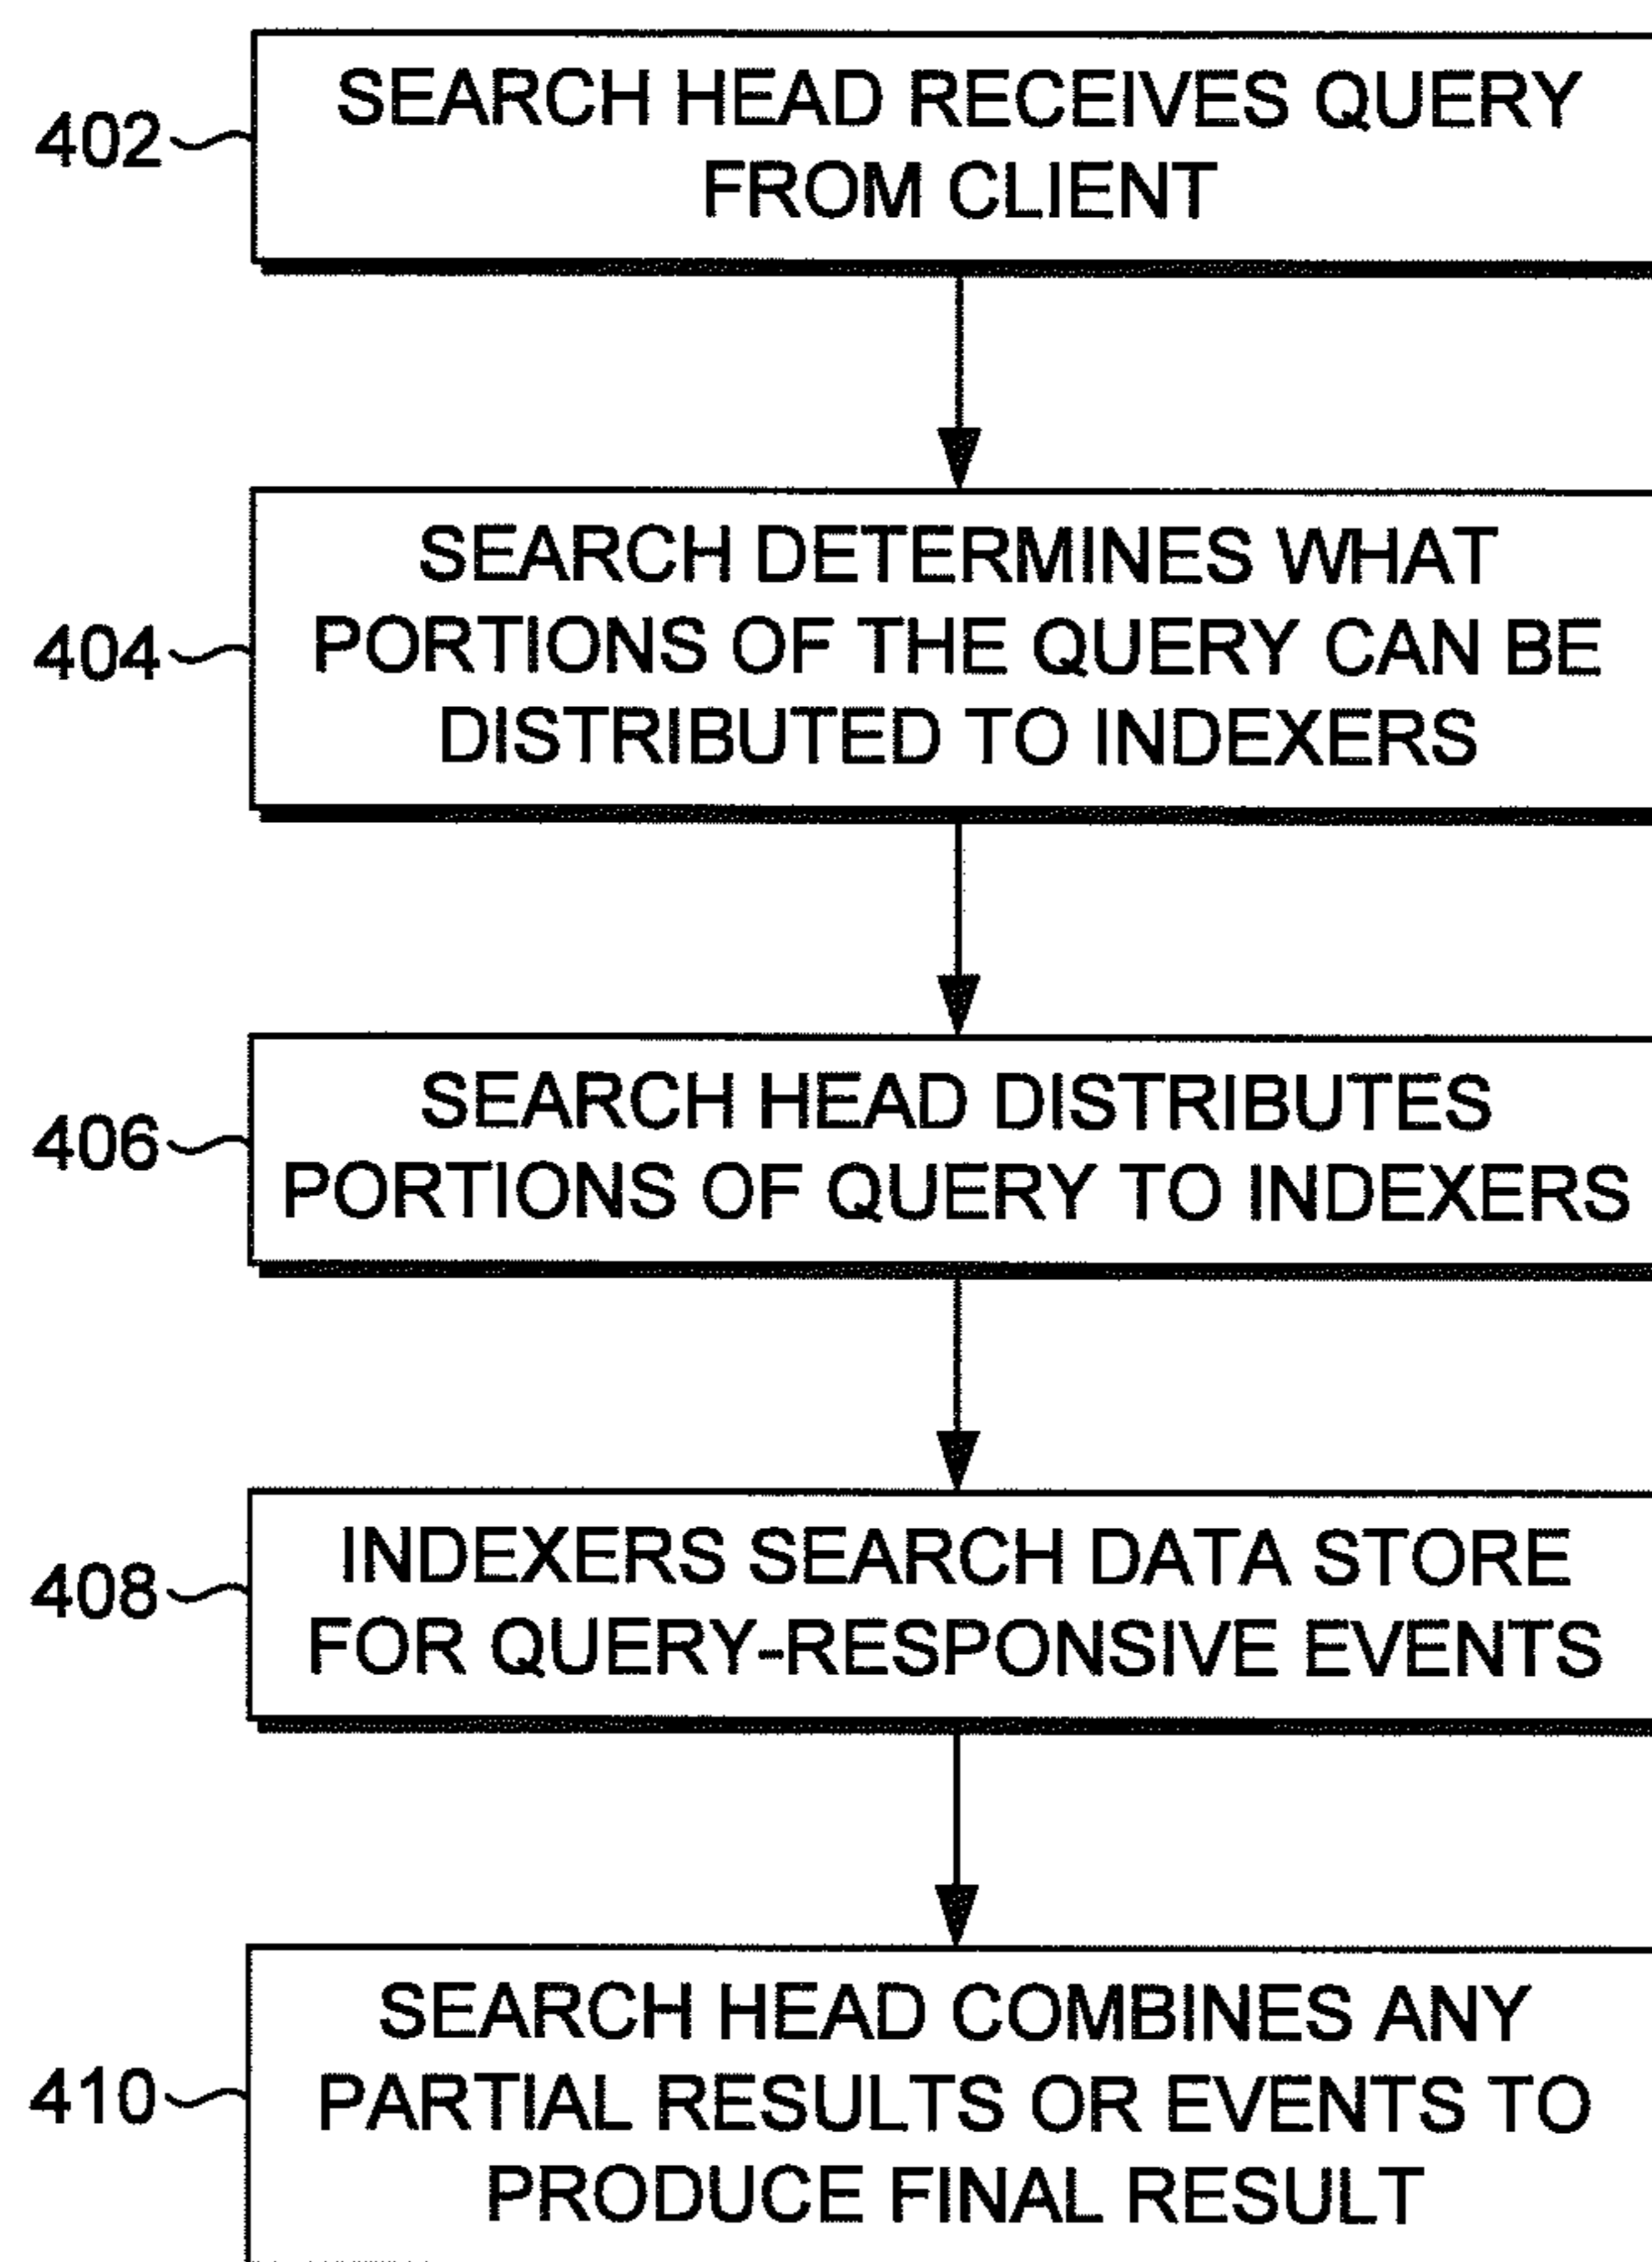 SEARCH HEAD RECEIVES QUERY
402
FROM CLIENT
SEARCH DETERMINES WHAT
404
PORTIONS OF THE QUERY CAN BE
DISTRIBUTED TO INDEXERS
SEARCH HEAD DISTRIBUTES
406
PORTIONS OF QUERY TO INDEXERS
INDEXERS SEARCH DATA STORE
408
FOR QUERY-RESPONSIVE EVENTS
SEARCH HEAD COMBINES ANY
410
PARTIAL RESULTS OR EVENTS TO
PRODUCE FINAL RESULT